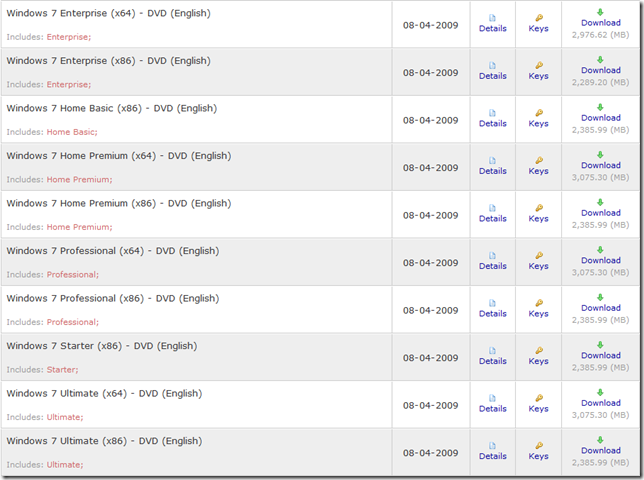 Windows 7 Enterprise (x64) - DVD (English)
Includes: Enterprise;
08-04-2009
Details
Keys
Download
2,976.62 (MB)
Windows 7 Enterprise (x86) - DVD (English)
Includes: Enterprise;
08-04-2009
Details
Keys
Download
2,289.20 (MB)
Windows 7 Home Basic (x86) - DVD (English)
Includes: Home Basic;
08-04-2009
Details
Keys
Download
2,385.99 (MB)
Windows 7 Home Premium (x64) - DVD (English)
Includes: Home Premium;
08-04-2009
Details
Keys
Download
3,075.30 (MB)
Windows 7 Home Premium (x86) - DVD (English)
Includes: Home Premium;
08-04-2009
Details
Keys
Download
2,385.99 (MB)
Windows 7 Professional (x64) - DVD (English)
Includes: Professional;
08-04-2009
Details
Keys
Download
3,075.30 (MB)
Windows 7 Professional (x86) - DVD (English)
Includes: Professional;
08-04-2009
Details
Keys
Download
2,385.99 (MB)
Windows 7 Starter (x86) - DVD (English)
Includes: Starter;
08-04-2009
Details
Keys
Download
2,385.99 (MB)
Windows 7 Ultimate (x64) - DVD (English)
Includes: Ultimate;
08-04-2009
Details
Keys
Download
3,075.30 (MB)
Windows 7 Ultimate (x86) - DVD (English)
Includes: Ultimate;
08-04-2009
Details
Keys
Download
2,385.99 (MB)